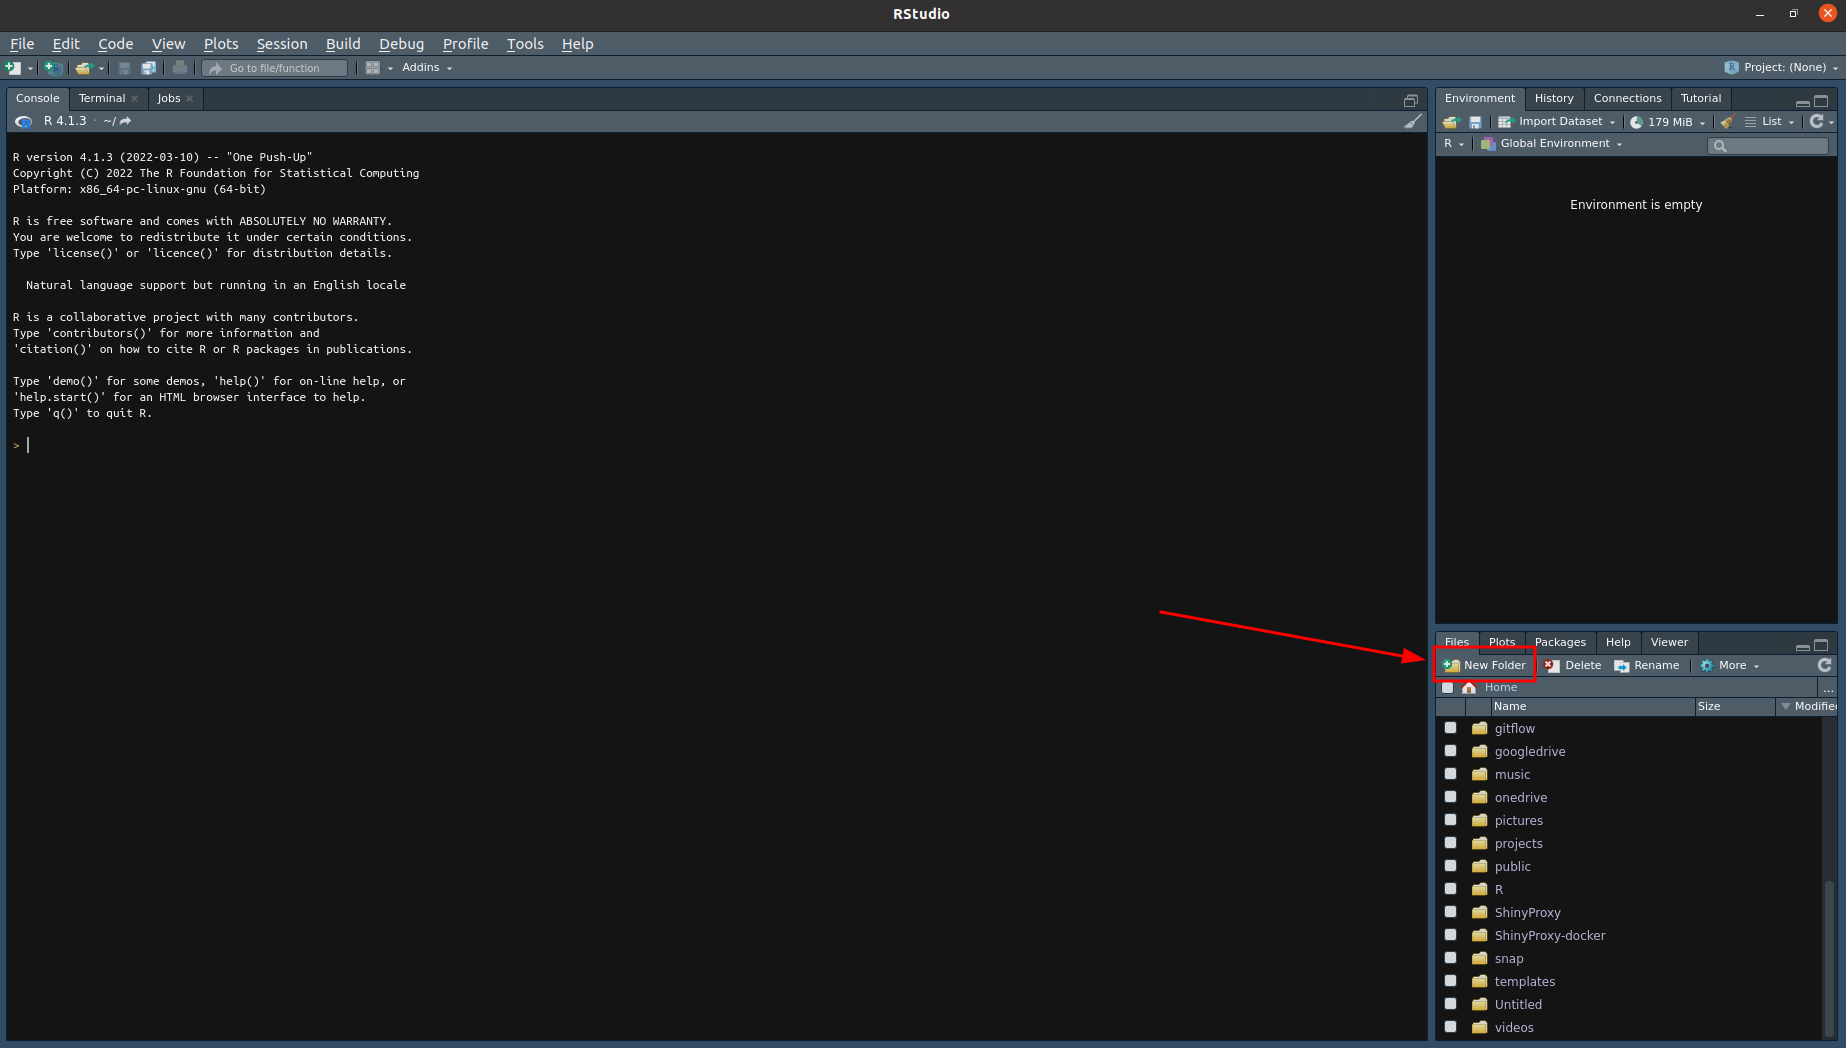 RStudio
File Edit Code View Plots Session Build Debug Profile Tools Help
Go to file/function Addins Project: (None)
Console Terminal Jobs
R 4.1.3 · ~/
R version 4.1.3 (2022-03-10) -- "One Push-Up"
Copyright (C) 2022 The R Foundation for Statistical Computing
Platform: x86_64-pc-linux-gnu (64-bit)
R is free software and comes with ABSOLUTELY NO WARRANTY.
You are welcome to redistribute it under certain conditions.
Type 'license()' or 'licence()' for distribution details.
Natural language support but running in an English locale
R is a collaborative project with many contributors.
Type 'contributors()' for more information and
'citation()' on how to cite R or R packages in publications.
Type 'demo()' for some demos, 'help()' for on-line help, or
'help.start()' for an HTML browser interface to help.
Type 'q()' to quit R.
>
Environment History Connections Tutorial
Import Dataset 179 MiB List
R Global Environment
Environment is empty
Files Plots Packages Help Viewer
New Folder Delete Rename More
Home ...
Name Size Modified
gitflow
googledrive
music
onedrive
pictures
projects
public
R
ShinyProxy
ShinyProxy-docker
snap
templates
Untitled
videos